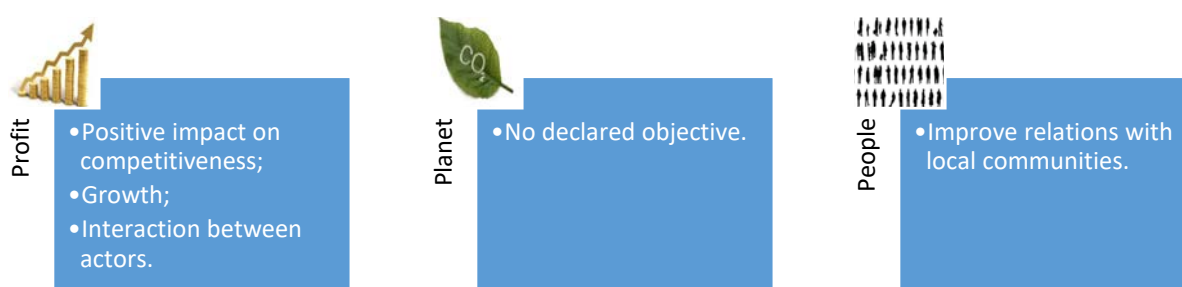 Profit
•Positive impact on
competitiveness;
•Growth;
•Interaction between
actors.
CO₂
Planet
•No declared objective.
People
•Improve relations with
local communities.